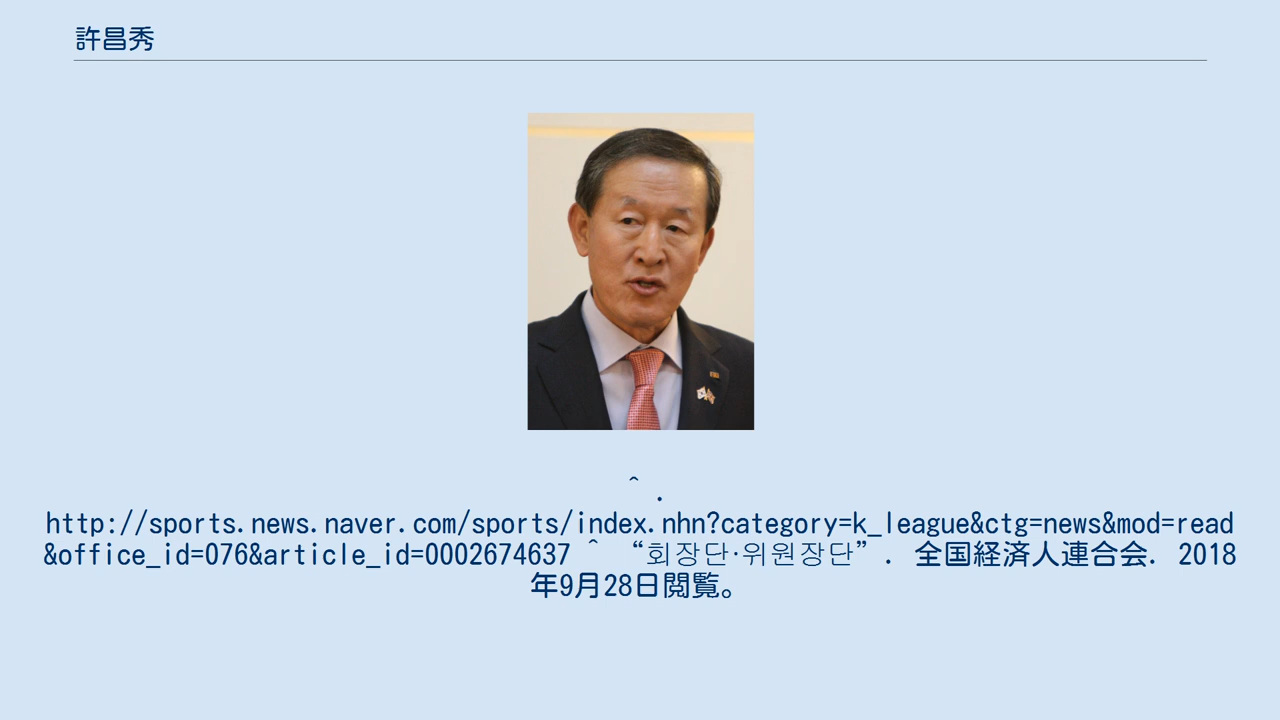 許昌秀
^ .
http://sports.news.naver.com/sports/index.nhn?category=k_league&ctg=news&mod=read
&office_id=076&article_id=0002674637 ^ “회장단·위원장단”. 全国経済人連合会. 2018
年9月28日閲覧。